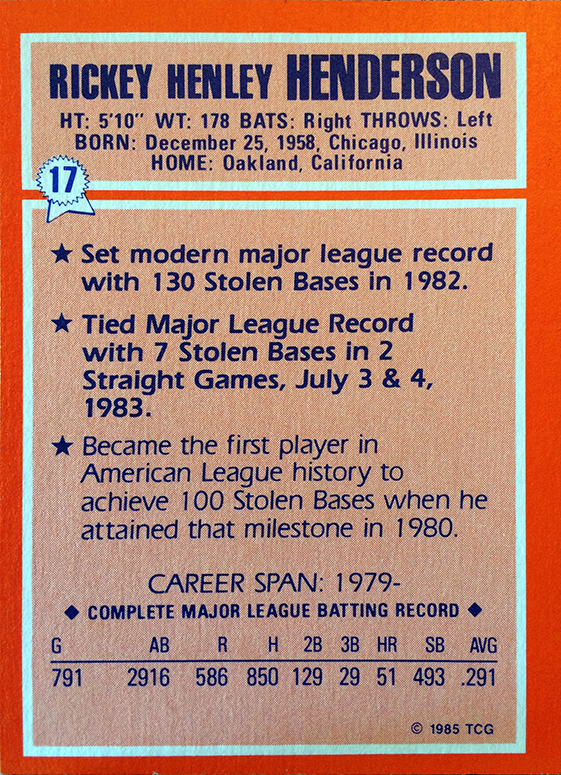 RICKEY HENLEY HENDERSON
HT: 5'10" WT: 178 BATS: Right THROWS: Left
BORN: December 25, 1958, Chicago, Illinois
HOME: Oakland, California
17
★ Set modern major league record
with 130 Stolen Bases in 1982.
★ Tied Major League Record
with 7 Stolen Bases in 2
Straight Games, July 3 & 4,
1983.
★ Became the first player in
American League history to
achieve 100 Stolen Bases when he
attained that milestone in 1980.
CAREER SPAN: 1979-
◆ COMPLETE MAJOR LEAGUE BATTING RECORD ◆
G AB R H 2B 3B HR SB AVG
791 2916 586 850 129 29 51 493 .291
© 1985 TCG